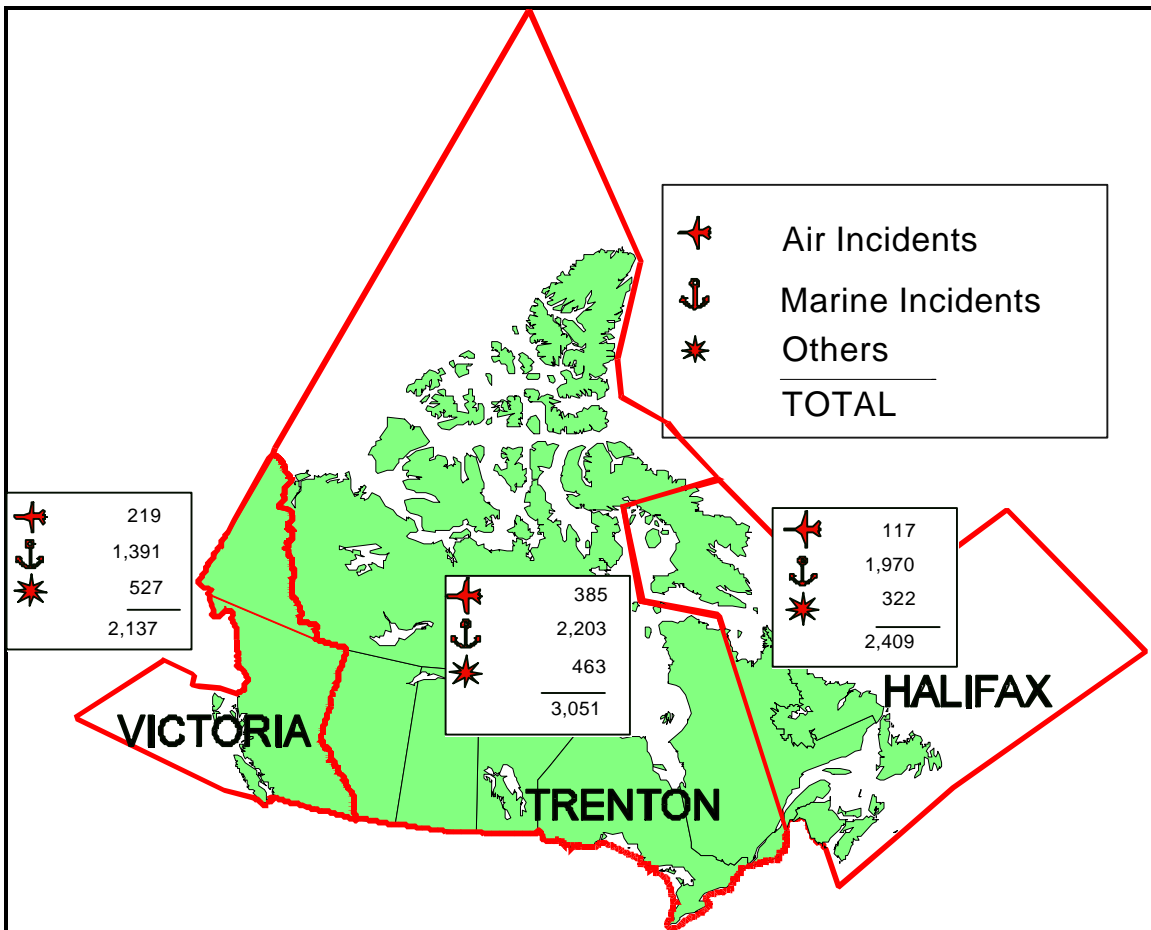 Air Incidents
Marine Incidents
Others
TOTAL
219
1,391
527
2,137
VICTORIA
385
2,203
463
3,051
TRENTON
117
1,970
322
2,409
HALIFAX